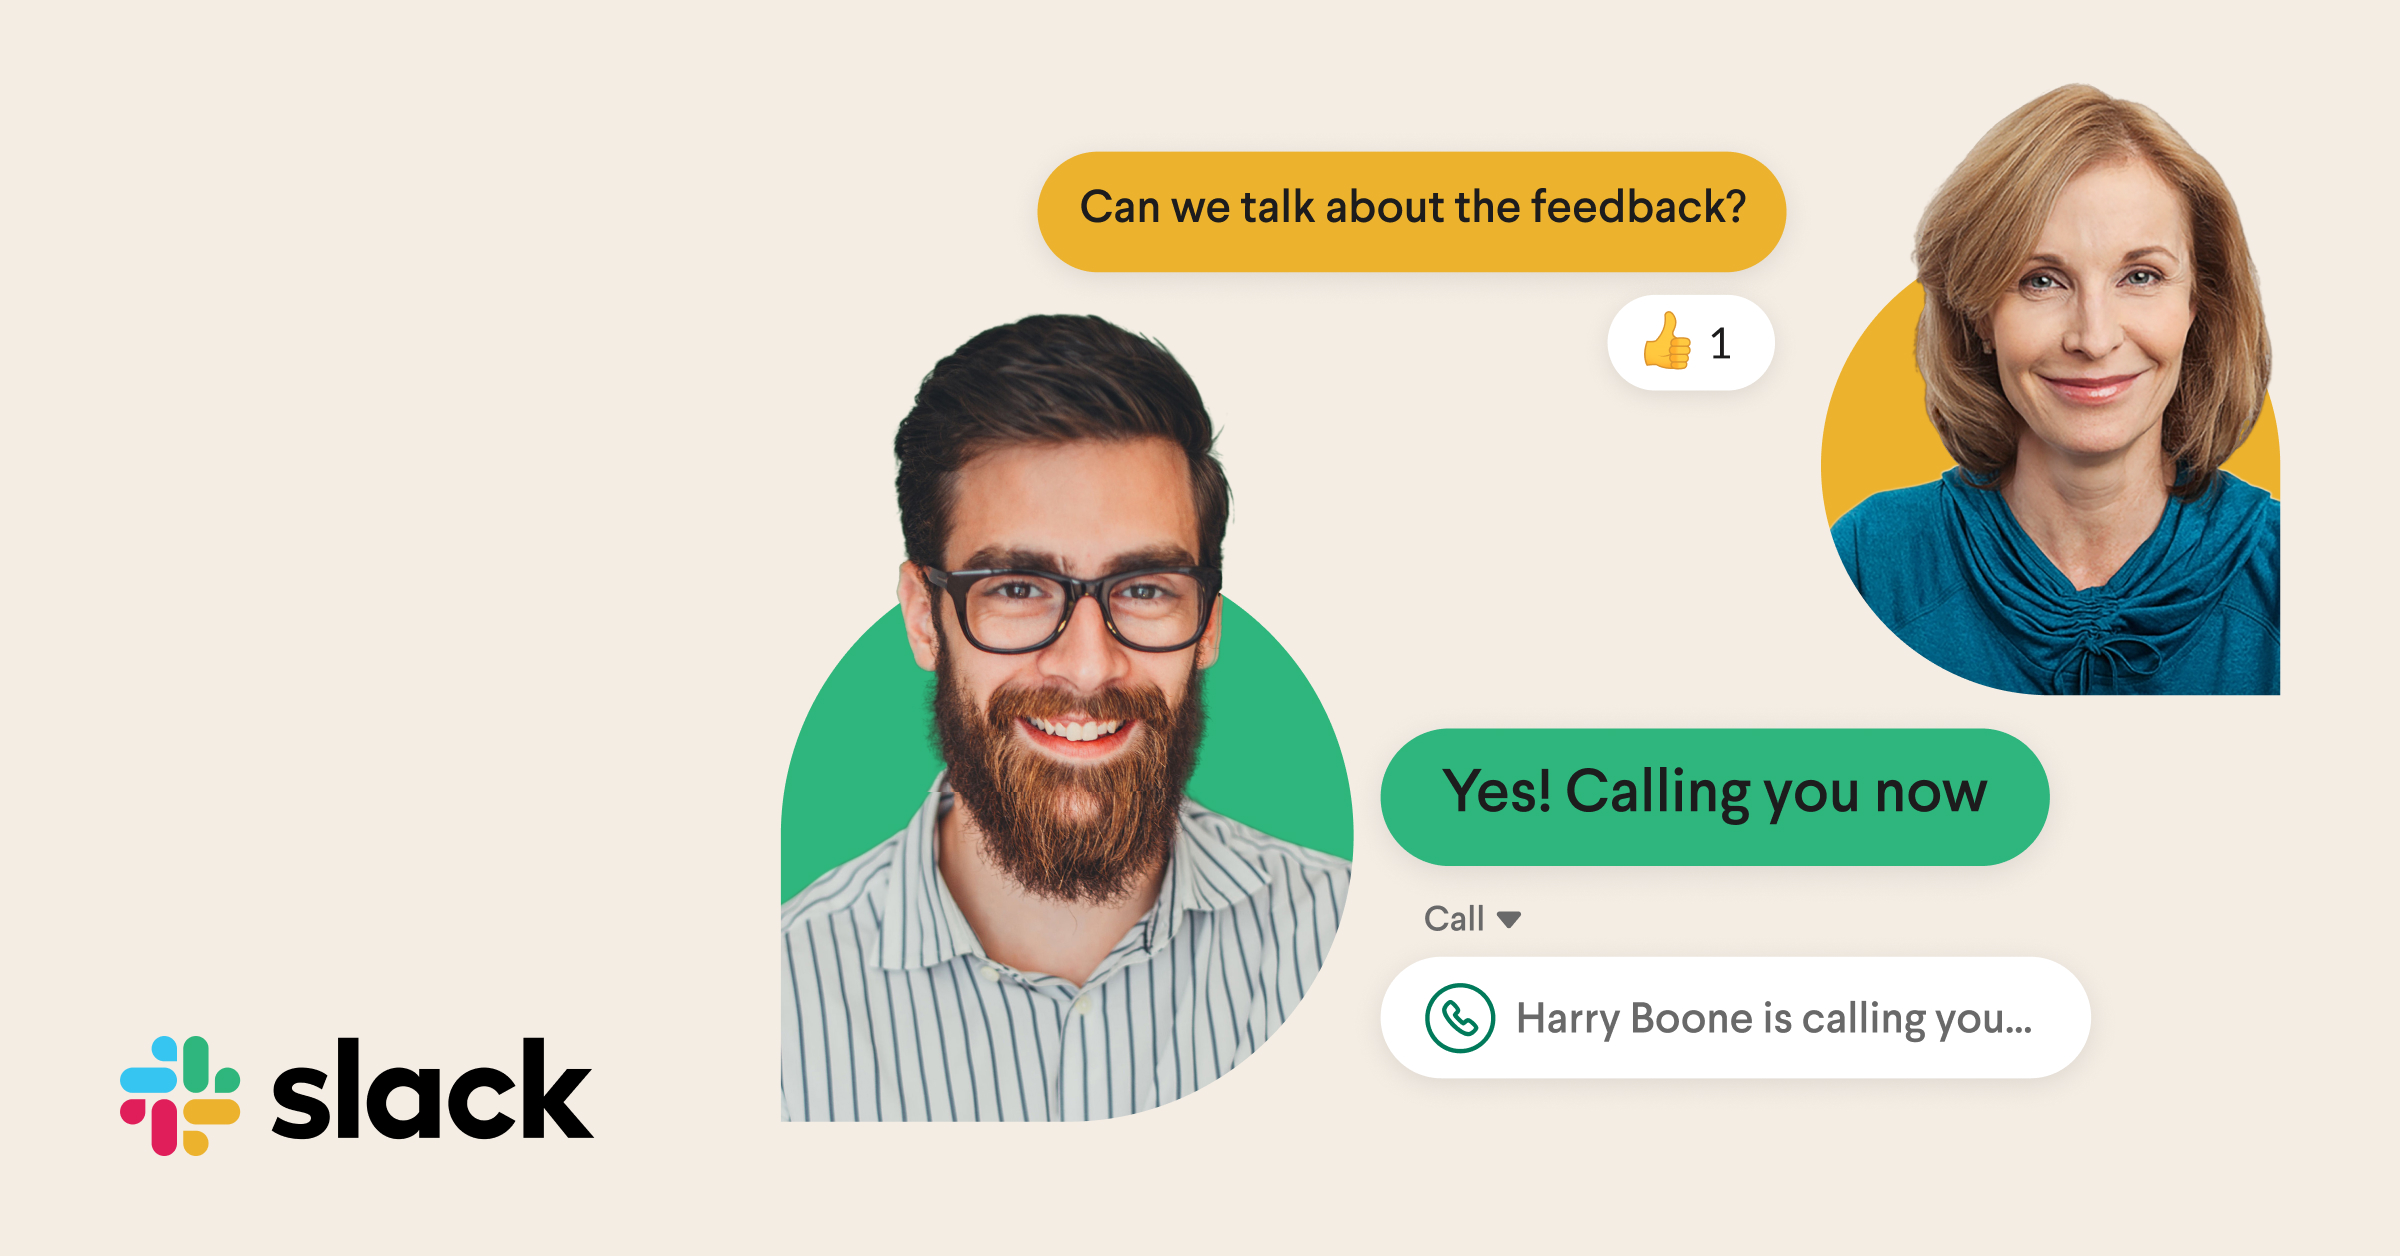 Can we talk about the feedback?
👍 1
Yes! Calling you now
Call
Harry Boone is calling you...
slack